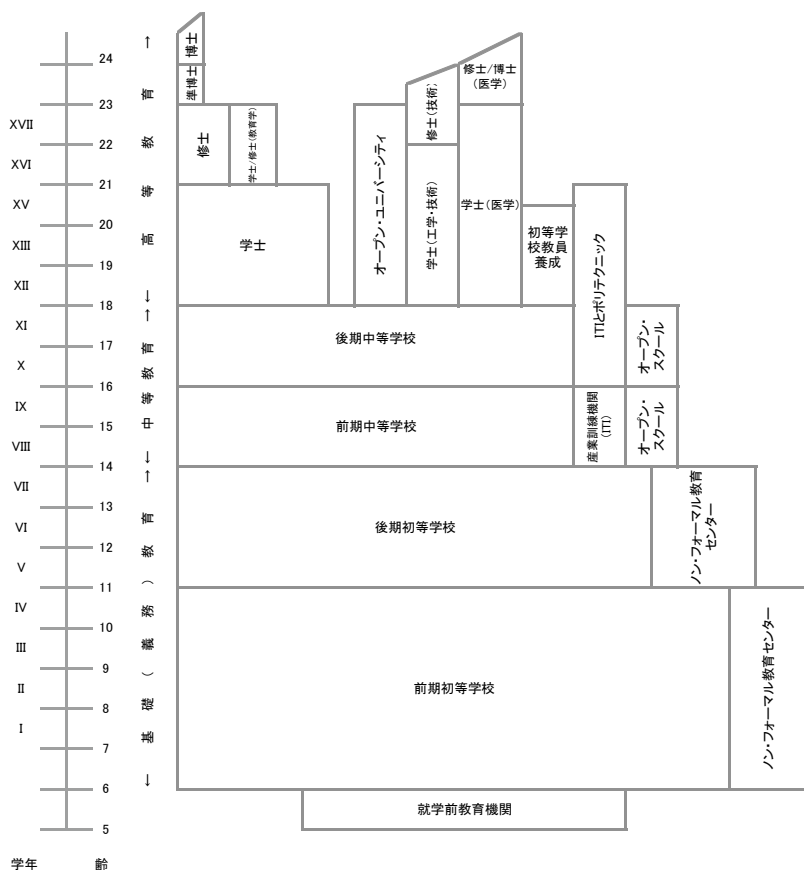 24
23
22
21
20
19
18
17
16
15
14
13
12
11
10
9
8
7
6
5
XVII
XVI
XV
XIII
XII
XI
X
IX
VIII
VII
VI
V
IV
III
II
I
学年
齢
←高等教育→
←中等教育→
←基礎(義務)教育→
博士
準博士
修士
学士/修士(教育学)
学士
オープン・ユニバーシティ
修士(技術)
学士(工学・技術)
修士/博士
(医学)
学士(医学)
初等学
校教員
養成
ITIとポリテクニック
後期中等学校
オープン・
スクール
前期中等学校
産業訓練機関
(ITI)
オープン・
スクール
後期初等学校
ノン・フォーマル教育
センター
前期初等学校
ノン・フォーマル教育センター
就学前教育機関